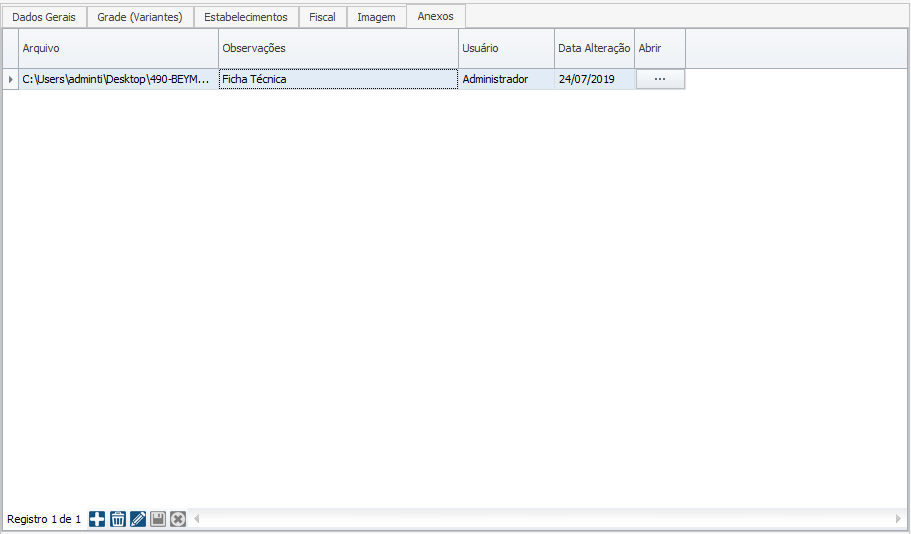 Dados Gerais Grade (Variantes) Estabelecimentos Fiscal Imagem Anexos
Arquivo Observações Usuário Data Alteração Abrir
C:\Users\adminti\Desktop\490-BEYM... Ficha Técnica Administrador 24/07/2019 ...
Registro 1 de 1